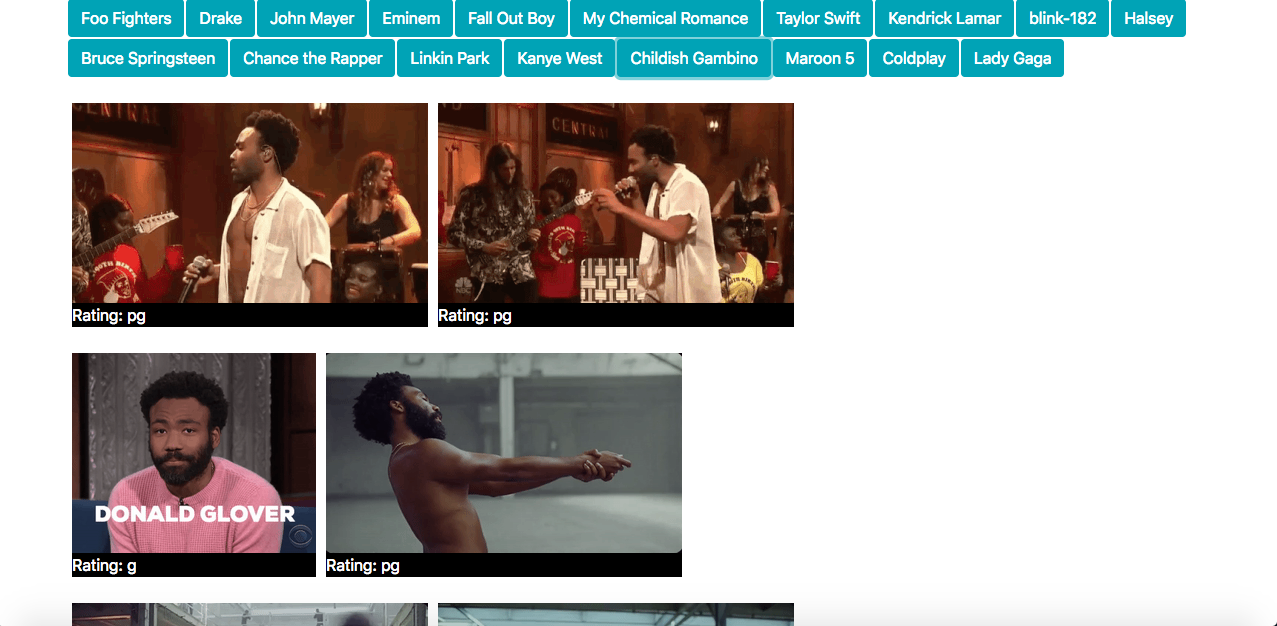 Foo Fighters Drake John Mayer Eminem Fall Out Boy My Chemical Romance Taylor Swift Kendrick Lamar blink-182 Halsey
Bruce Springsteen Chance the Rapper Linkin Park Kanye West Childish Gambino Maroon 5 Coldplay Lady Gaga
CENTRAL CENTRAL
NBC
Rating: pg Rating: pg
DONALD GLOVER
Rating: g Rating: pg